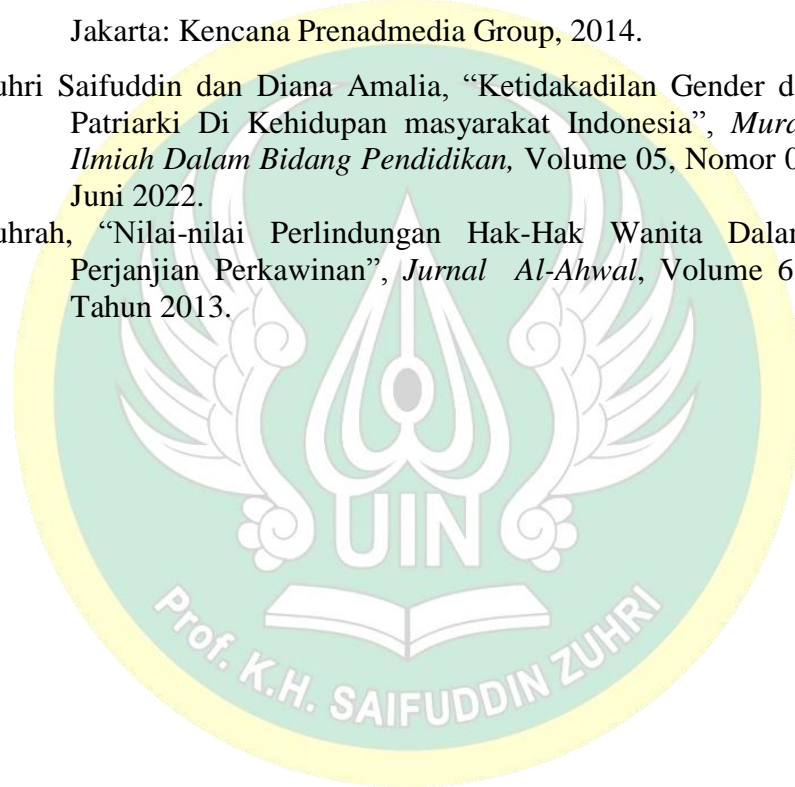 Jakarta: Kencana Prenadmedia Group, 2014.
uhri Saifuddin dan Diana Amalia, “Ketidakadilan Gender d
Patriarki Di Kehidupan masyarakat Indonesia”, Mura
Ilmiah Dalam Bidang Pendidikan, Volume 05, Nomor 0
Juni 2022.
uhrah, “Nilai-nilai Perlindungan Hak-Hak Wanita Dalam
Perjanjian Perkawinan”, Jurnal Al-Ahwal, Volume 6
Tahun 2013.
UIN
Prof. K.H. SAIFUDDIN ZUHRI